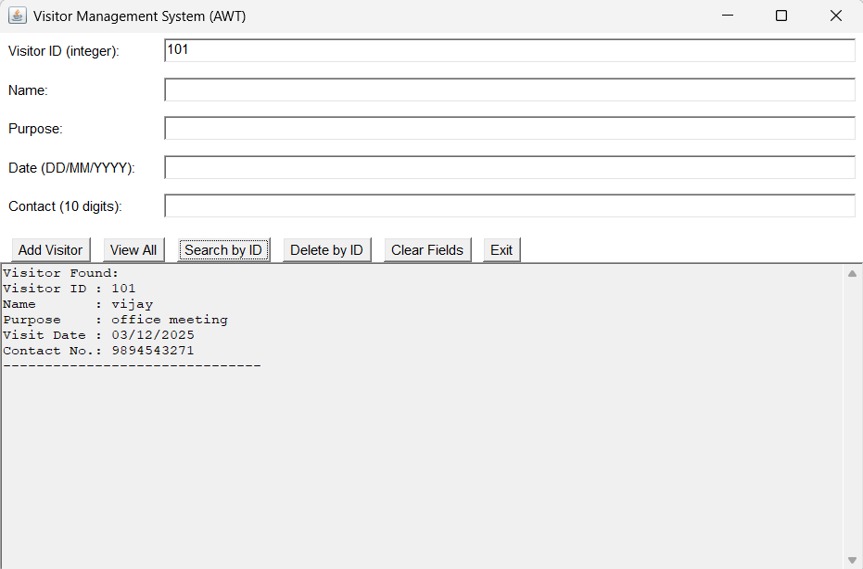 Visitor Management System (AWT)
Visitor ID (integer): 101
Name:
Purpose:
Date (DD/MM/YYYY):
Contact (10 digits):
Add Visitor View All Search by ID Delete by ID Clear Fields Exit
Visitor Found:
Visitor ID : 101
Name       : vijay
Purpose    : office meeting
Visit Date : 03/12/2025
Contact No.: 9894543271
-------------------------------